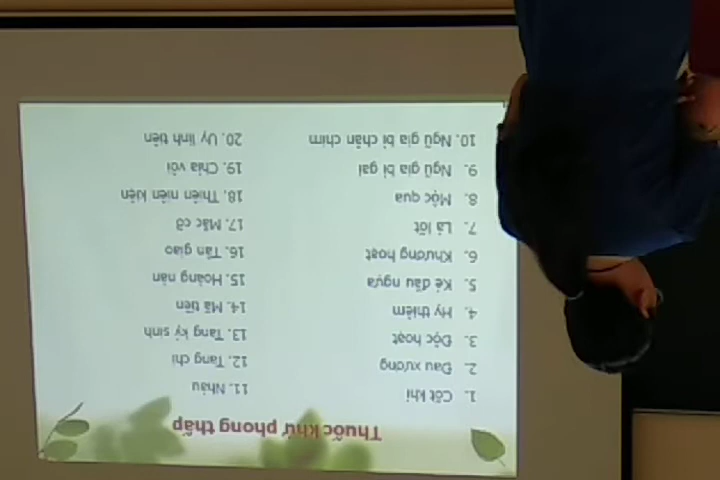 Thuốc khử phong thấp
1. Cốt khí
2. Đau xương
3. Độc hoạt
4. Hy thiêm
5. Ké đầu ngựa
6. Khương hoạt
7. Lá lốt
8. Mộc qua
9. Ngũ gia bì gai
10. Ngũ gia bì chân chim
11. Nhàu
12. Tang chi
13. Tang ký sinh
14. Mã tiền
15. Hoàng nàn
16. Tần giao
17. Mắc cỡ
18. Thiên niên kiện
19. Chìa vôi
20. Uy linh tiên